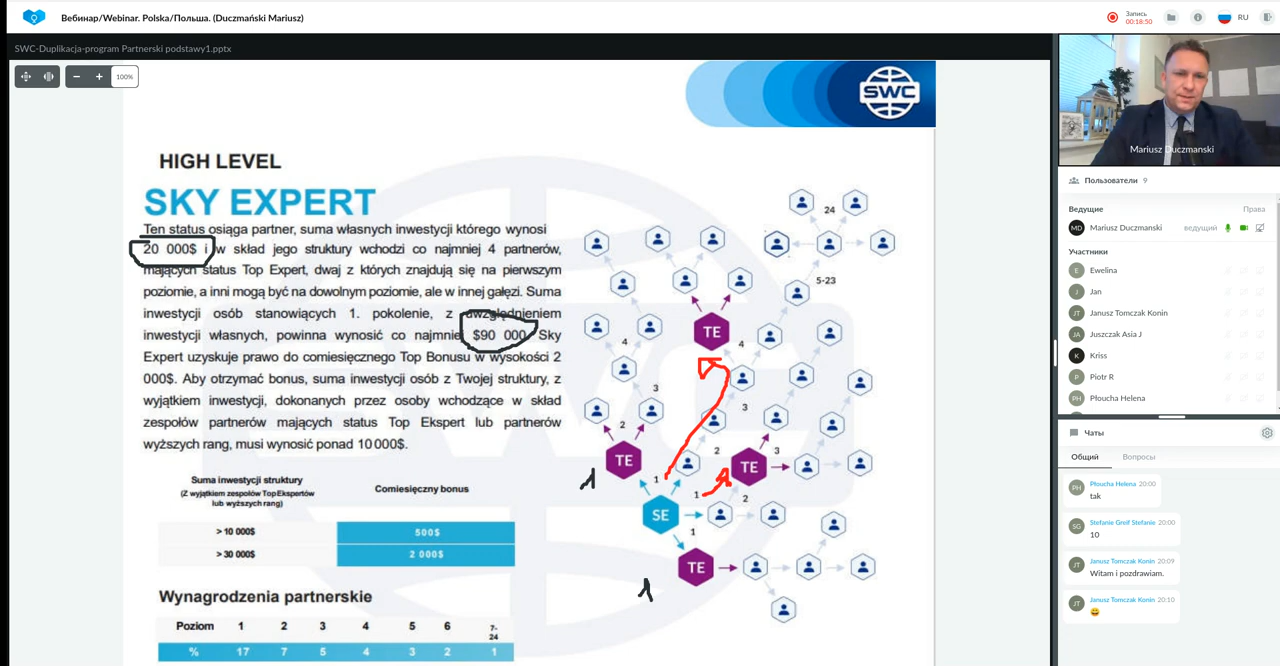 Вебинар/Webinar. Polska/Польша. (Duczmański Mariusz)
Запись
00:18:50
RU
SWC-Duplikacja-program Partnerski podstawy1.pptx
100%
SWC
HIGH LEVEL
SKY EXPERT
Ten status osiąga partner, suma własnych inwestycji którego wynosi
20 000$ i w skład jego struktury wchodzi co najmniej 4 partnerów,
mających status Top Expert, dwaj z których znajdują się na pierwszym
poziomie, a inni mogą być na dowolnym poziomie, ale w innej gałęzi. Suma
inwestycji osób stanowiących 1. pokolenie, z uwzględnieniem
inwestycji własnych, powinna wynosić co najmniej $90 000. Sky
Expert uzyskuje prawo do comiesięcznego Top Bonusu w wysokości 2
000$. Aby otrzymać bonus, suma inwestycji osób z Twojej struktury, z
wyjątkiem inwestycji, dokonanych przez osoby wchodzące w skład
zespołów partnerów mających status Top Ekspert lub partnerów
wyższych rang, musi wynosić ponad 10 000$.
Suma inwestycji struktury
(Z wyjątkiem zespołów Top Ekspertów
lub wyższych rang)
Comiesięczny bonus
> 10 000$ 500$
> 30 000$ 2 000$
Wynagrodzenia partnerskie
Poziom 1 2 3 4 5 6 7-24
% 17 7 5 4 3 2 1
24
5-23
TE
4
4
3
3
2
TE
2
TE
3
1
1
1
SE
2
1
TE
1
Mariusz Duczmanski
Пользователи 9
Ведущие Права
MD Mariusz Duczmanski ведущий
Участники
E Ewelina
J Jan
JT Janusz Tomczak Konin
JA Juszczak Asia J
K Kriss
P Piotr R
PH Płoucha Helena
Чаты
Общий Вопросы
PH Płoucha Helena 20:00
tak
SG Stefanie Greif Stefanie 20:00
10
JT Janusz Tomczak Konin 20:09
Witam i pozdrawiam.
JT Janusz Tomczak Konin 20:10